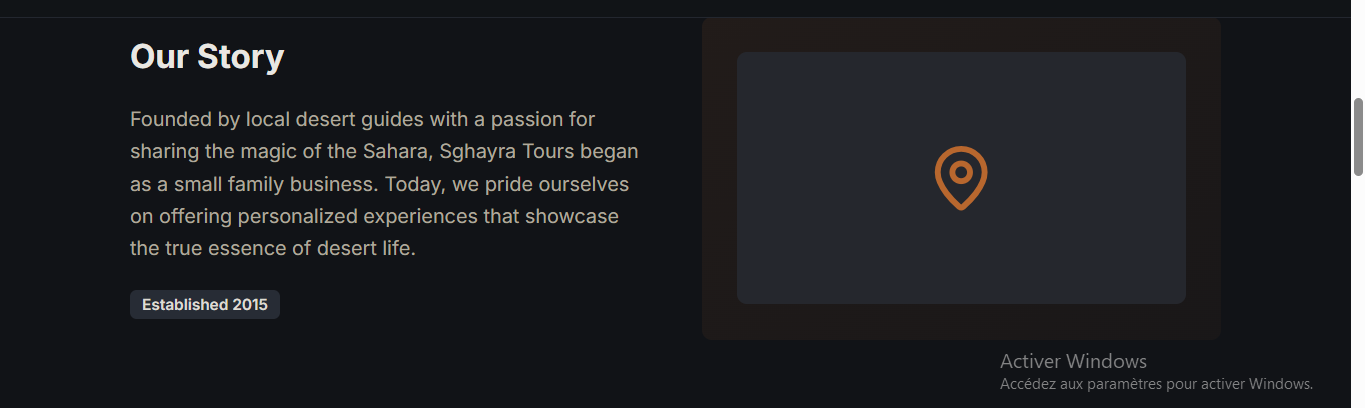 Our Story
Founded by local desert guides with a passion for
sharing the magic of the Sahara, Sghayra Tours began
as a small family business. Today, we pride ourselves
on offering personalized experiences that showcase
the true essence of desert life.
Established 2015
Activer Windows
Accédez aux paramètres pour activer Windows.